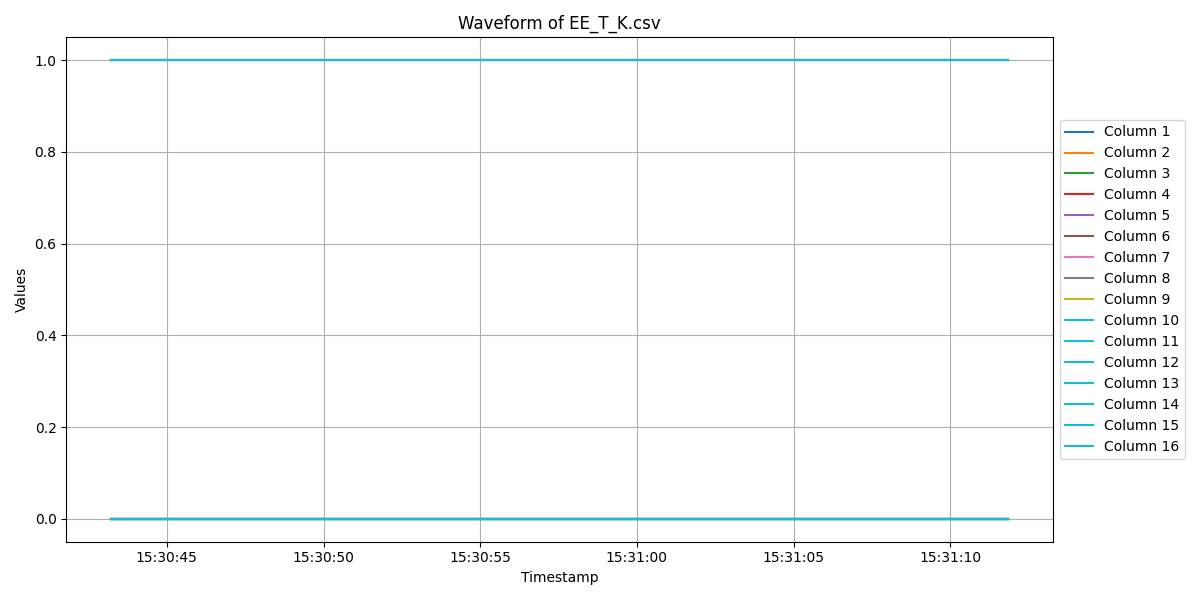 Waveform of EE_T_K.csv
1.0
0.8
0.6
0.4
0.2
0.0
Values
15:30:45
15:30:50
15:30:55
15:31:00
15:31:05
15:31:10
Timestamp
Column 1
Column 2
Column 3
Column 4
Column 5
Column 6
Column 7
Column 8
Column 9
Column 10
Column 11
Column 12
Column 13
Column 14
Column 15
Column 16